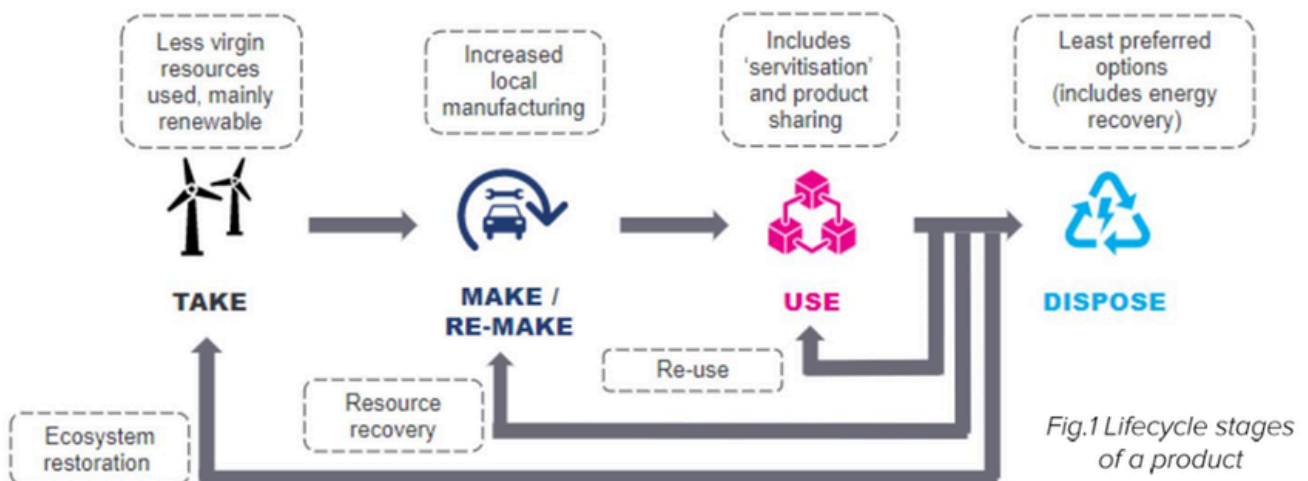 Less virgin
resources
used, mainly
renewable
Increased
local
manufacturing
Includes
‘servitisation’
and product
sharing
Least preferred
options
(includes energy
recovery)
TAKE
MAKE /
RE-MAKE
USE
DISPOSE
Re-use
Resource
recovery
Ecosystem
restoration
Fig.1 Lifecycle stages
of a product